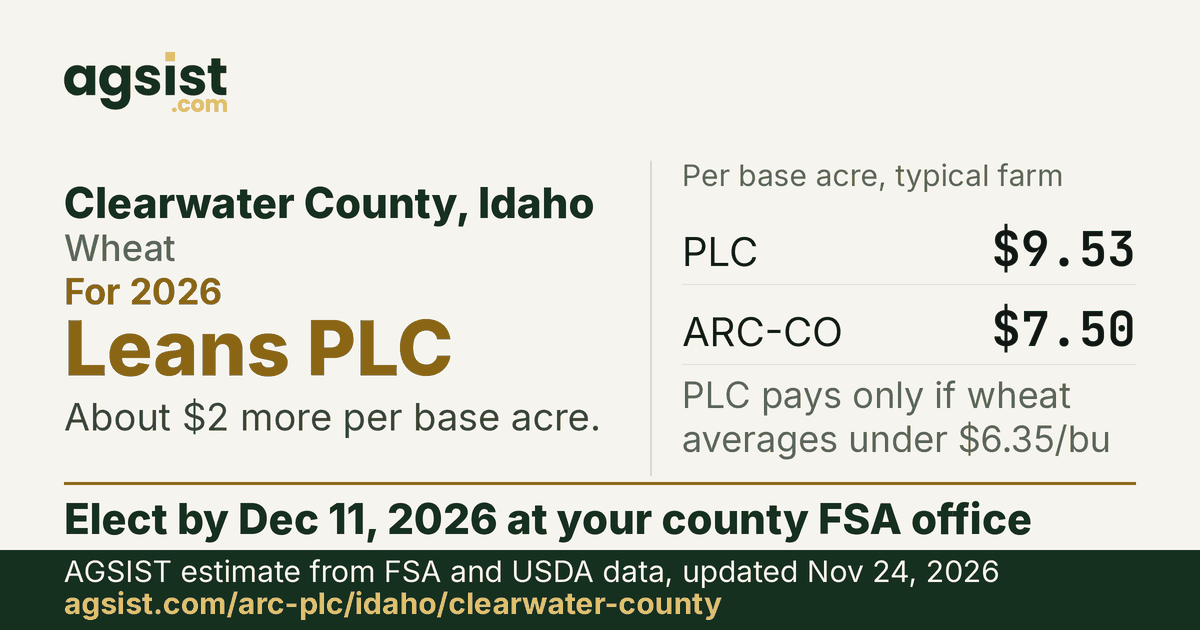 agsist
.com
Clearwater County, Idaho
Wheat
For 2026
Leans PLC
About $2 more per base acre.
Per base acre, typical farm
PLC $9.53
ARC-CO $7.50
PLC pays only if wheat
averages under $6.35/bu
Elect by Dec 11, 2026 at your county FSA office
AGSIST estimate from FSA and USDA data, updated Nov 24, 2026
agsist.com/arc-plc/idaho/clearwater-county